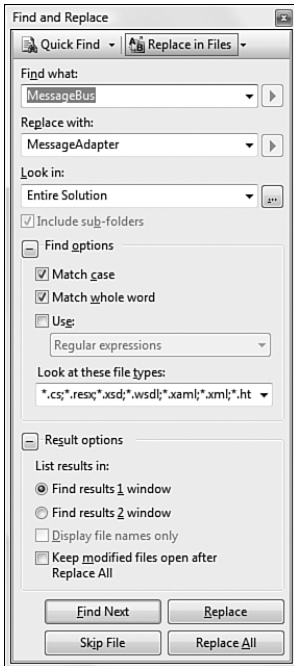 Find and Replace
Quick Find
Replace in Files
Find what:
MessageBus
Replace with:
MessageAdapter
Look in:
Entire Solution
...
Include sub-folders
Find options
Match case
Match whole word
Use:
Regular expressions
Look at these file types:
*.cs;*.resx;*.xsd;*.wsdl;*.xaml;*.xml;*.ht
Result options
List results in:
Find results 1 window
Find results 2 window
Display file names only
Keep modified files open after
Replace All
Find Next
Replace
Skip File
Replace All